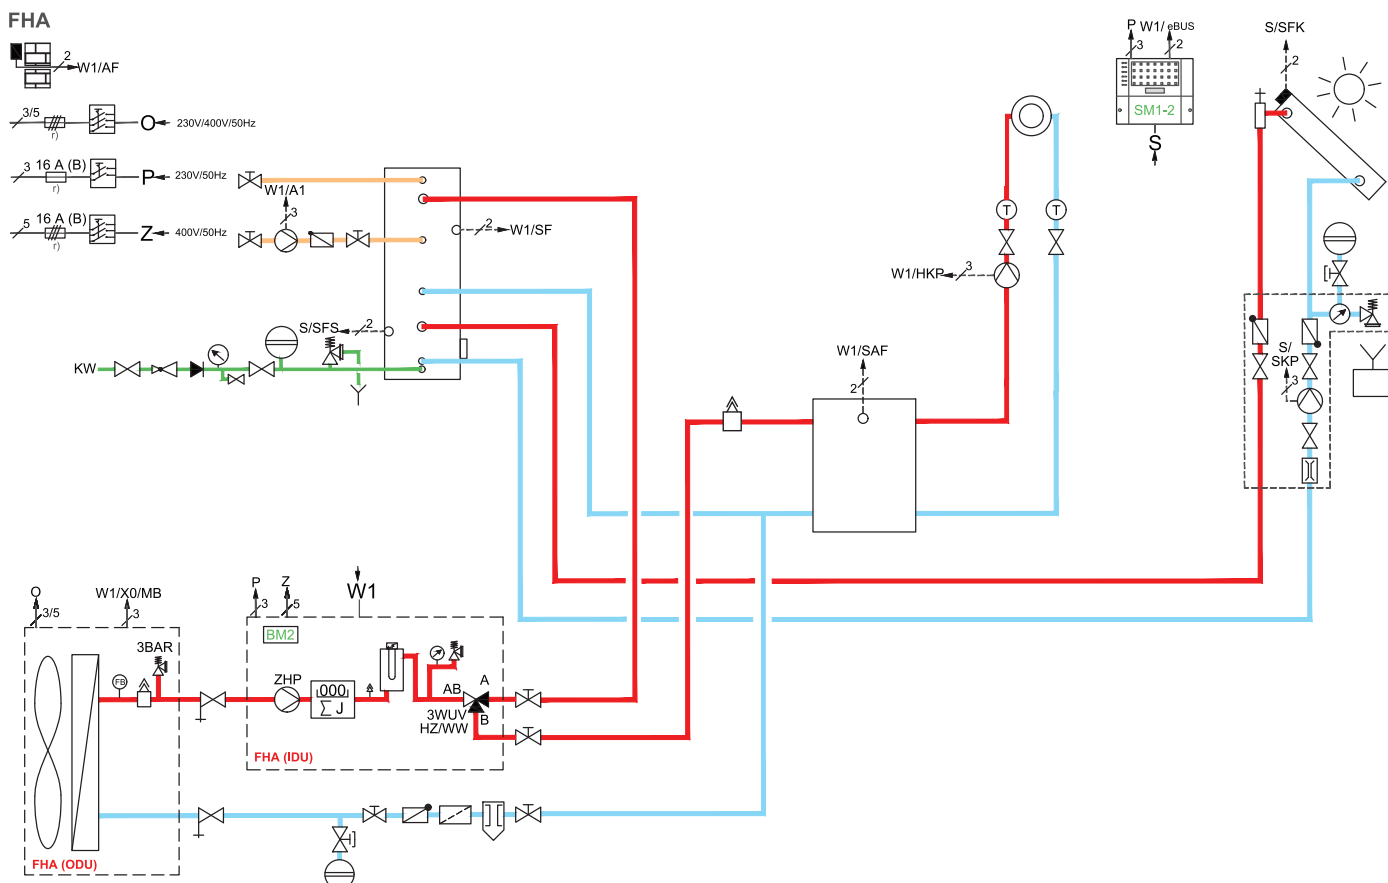 FHA
2
W1/AF
3/5
r)
O
230V/400V/50Hz
3
16 A (B)
r)
P
230V/50Hz
5
16 A (B)
r)
Z
400V/50Hz
W1/A1
3
2
W1/SF
S/SFS
2
KW
P
W1/ eBUS
3
2
SM1-2
S
S/SFK
2
T
T
W1/HKP
3
W1/SAF
2
S/
SKP
3
O
3/5
W1/X0/MB
3
3BAR
FB
FHA (ODU)
P
3
Z
5
W1
BM2
ZHP
000
∑ J
AB
A
B
3WUV
HZ/WW
FHA (IDU)